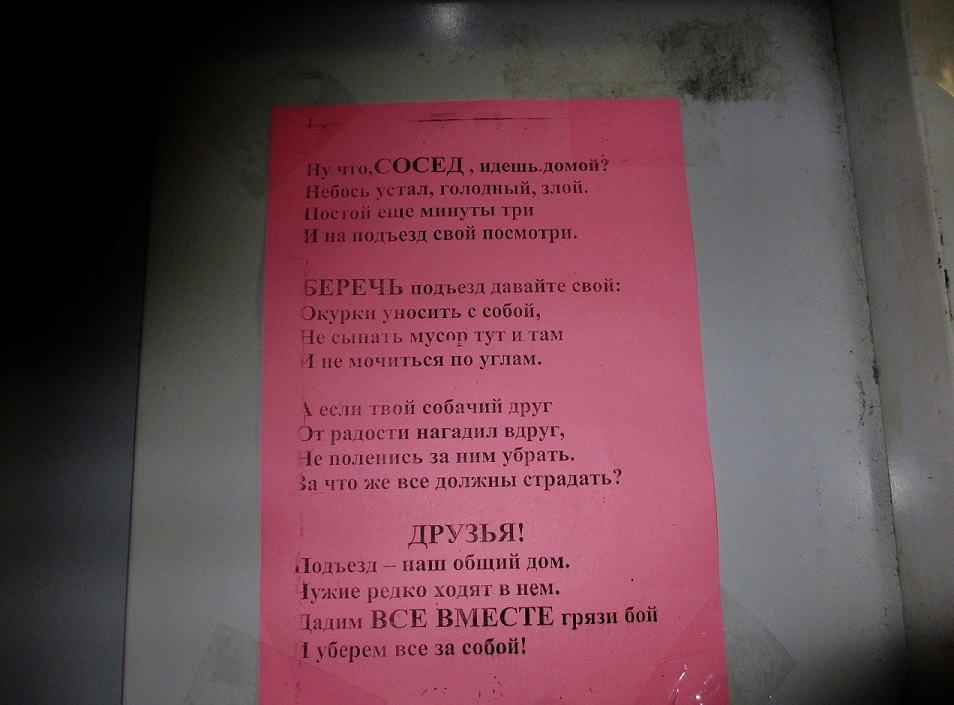 Ну что, СОСЕД , идешь домой?
Небось устал, голодный, злой.
Постой еще минуты три
И на подъезд свой посмотри.
БЕРЕЧЬ подъезд давайте свой:
Окурки уносить с собой,
Не сыпать мусор тут и там
И не мочиться по углам.
А если твой собачий друг
От радости нагадил вдруг,
Не поленись за ним убрать.
За что же все должны страдать?
ДРУЗЬЯ!
Подъезд – наш общий дом.
Чужие редко ходят в нем.
Дадим ВСЕ ВМЕСТЕ грязи бой
И уберем все за собой!